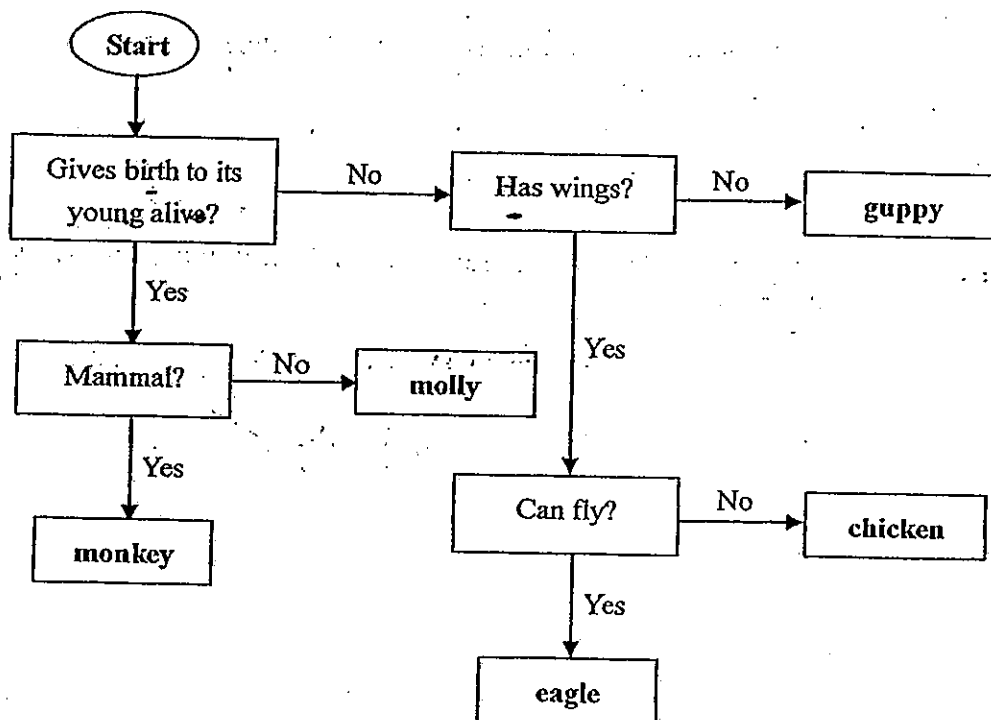 Start
Gives birth to its
young alive?
No
Has wings?
No
guppy
Yes
Mammal?
No
molly
Yes
Yes
monkey
Can fly?
No
chicken
Yes
eagle